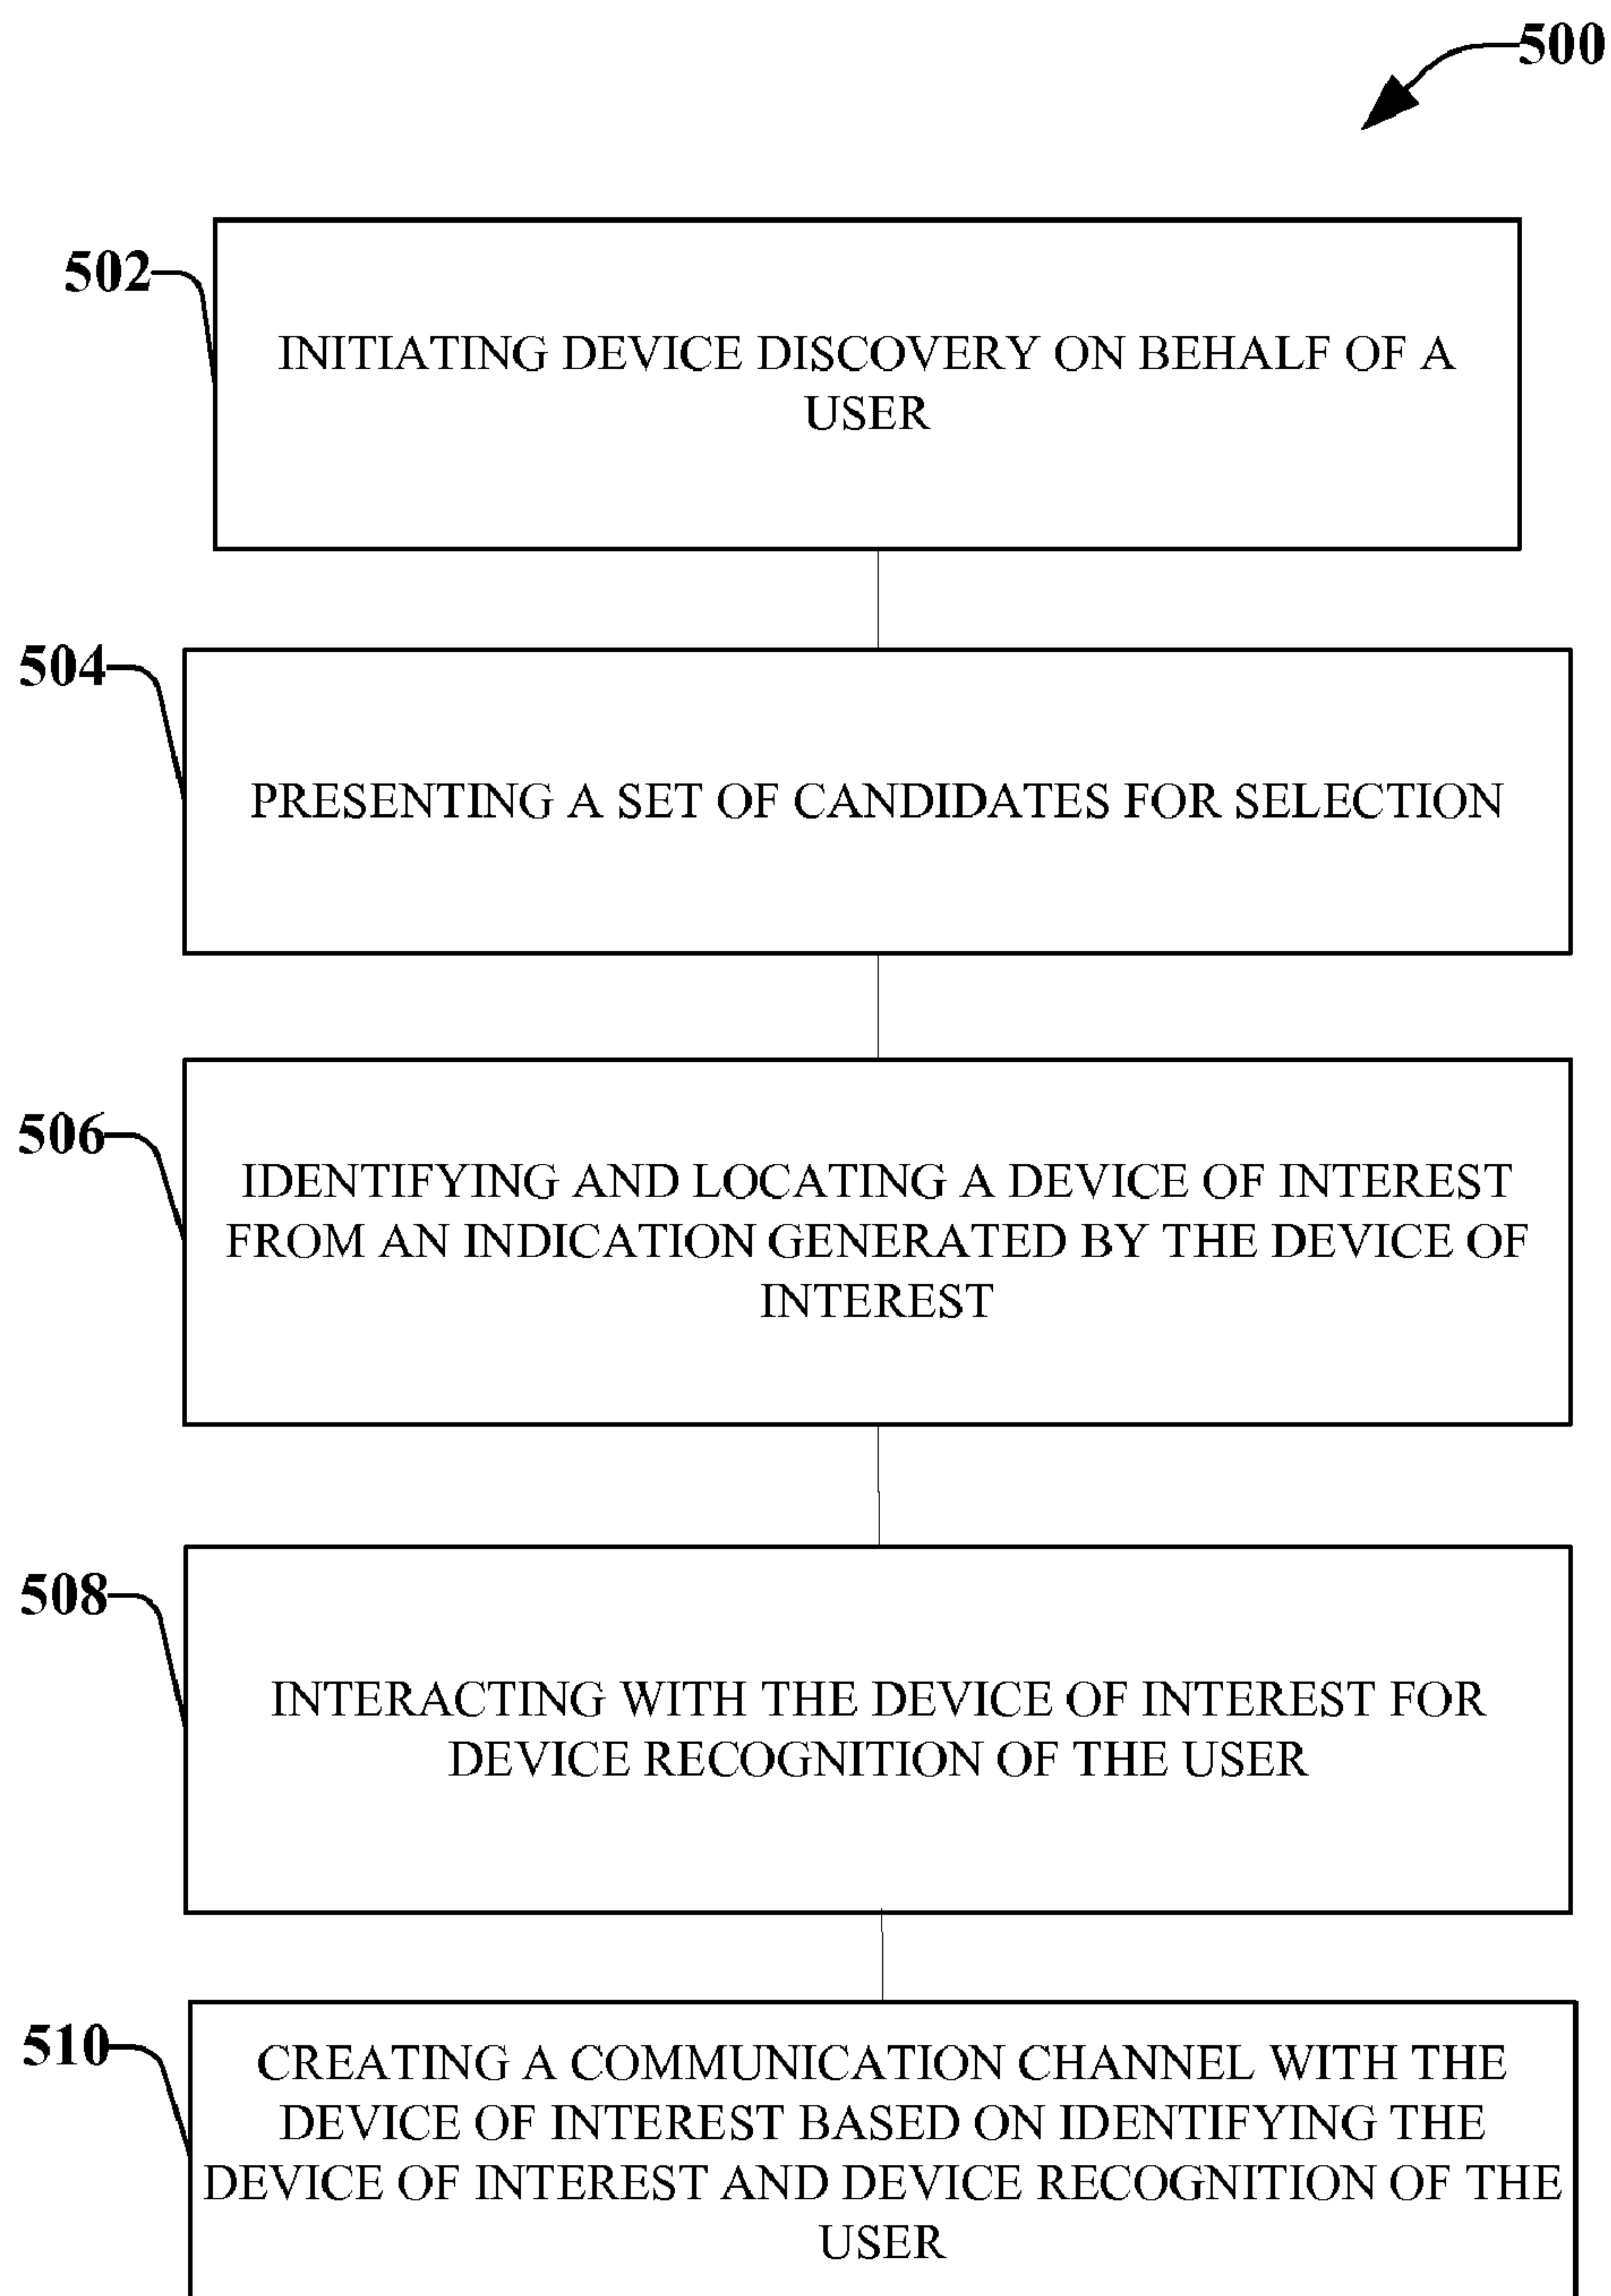 500
502
INITIATING DEVICE DISCOVERY ON BEHALF OF A
USER
504
PRESENTING A SET OF CANDIDATES FOR SELECTION
506
IDENTIFYING AND LOCATING A DEVICE OF INTEREST
FROM AN INDICATION GENERATED BY THE DEVICE OF
INTEREST
508
INTERACTING WITH THE DEVICE OF INTEREST FOR
DEVICE RECOGNITION OF THE USER
510
CREATING A COMMUNICATION CHANNEL WITH THE
DEVICE OF INTEREST BASED ON IDENTIFYING THE
DEVICE OF INTEREST AND DEVICE RECOGNITION OF THE
USER